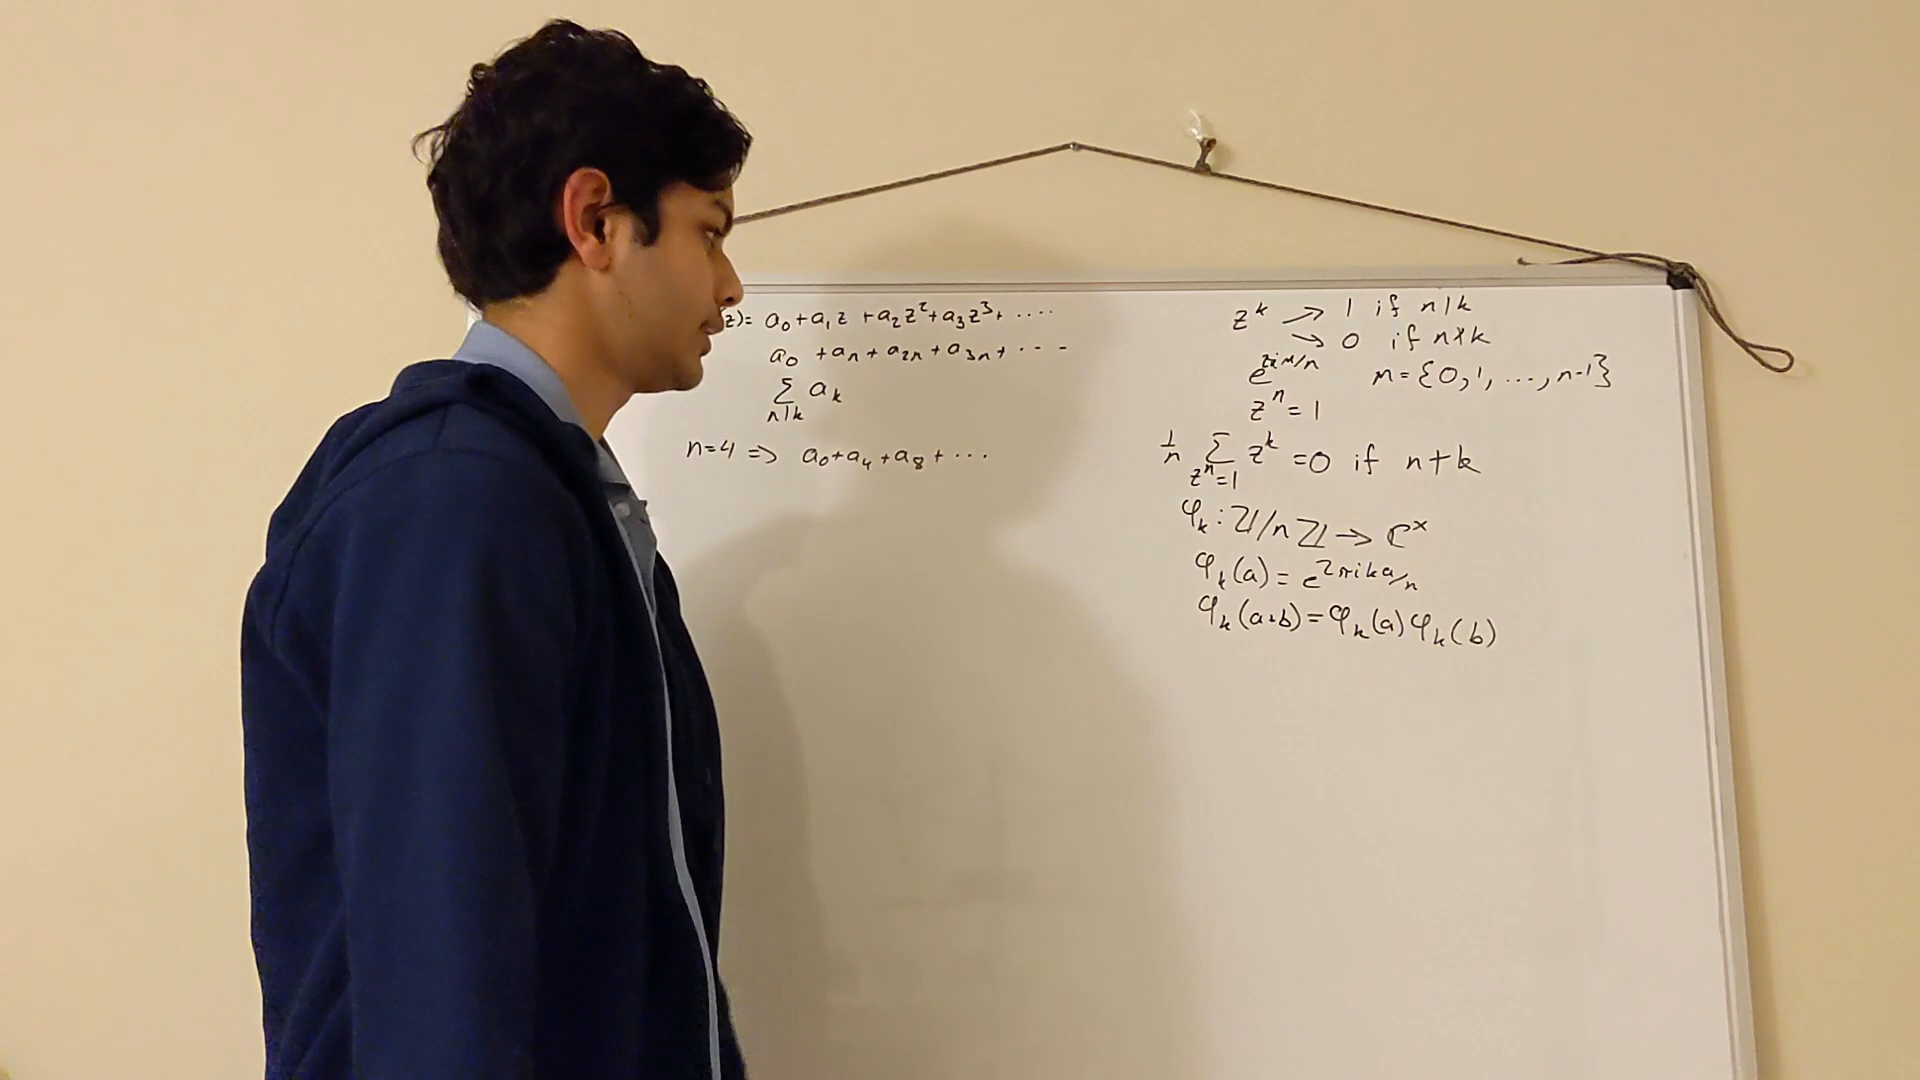 z)= a₀+a₁z +a₂z²+a₃z³+ ....
a₀ +aₙ+a₂ₙ+a₃ₙ+ ...
∑ aₖ
n|k
n=4 => a₀+a₄+a₈+ ...
zᵏ → 1 if n|k
→ 0 if n∤k
m={0,1,...,n-1}
zⁿ=1
1/n ∑ zᵏ =0 if n∤k
zⁿ=1
φₖ: ℤ/nℤ → ℂˣ
φₖ(a)= e^2πika/n
φₖ(a+b)=φₖ(a)φₖ(b)